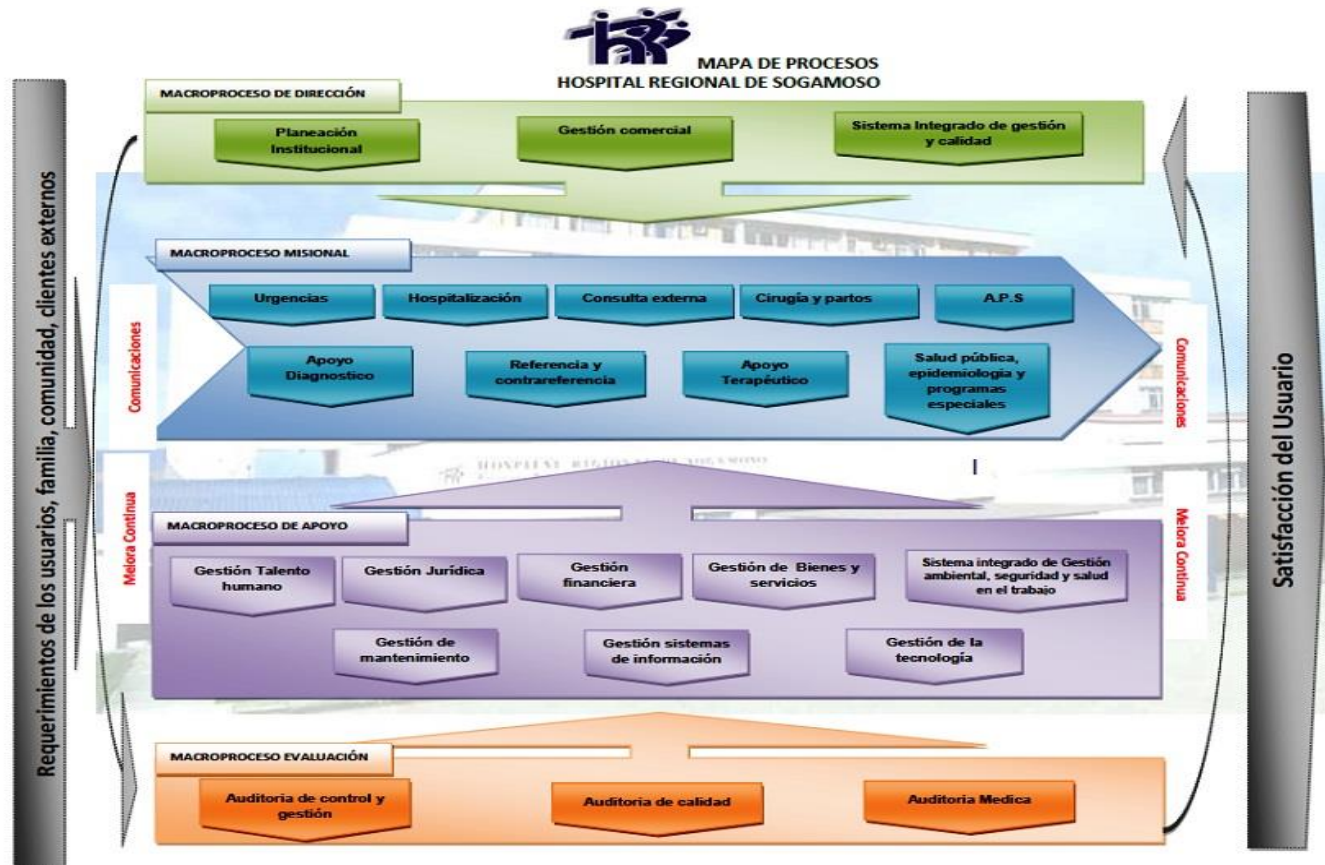 MAPA DE PROCESOS
HOSPITAL REGIONAL DE SOGAMOSO
Requerimientos de los usuarios, familia, comunidad, clientes externos
MACROPROCESO DE DIRECCIÓN
Planeación
Institucional
Gestión comercial
Sistema Integrado de gestión
y calidad
Comunicaciones
MACROPROCESO MISIONAL
Urgencias
Hospitalización
Consulta externa
Cirugía y partos
A.P.S
Apoyo
Diagnostico
Referencia y
contrareferencia
Apoyo
Terapéutico
Salud pública,
epidemiologia y
programas
especiales
Comunicaciones
HOSPITAL REGIONAL DE SOGAMOSO
Mejora Continua
MACROPROCESO DE APOYO
Gestión Talento
humano
Gestión Jurídica
Gestión
financiera
Gestión de Bienes y
servicios
Sistema integrado de Gestión
ambiental, seguridad y salud
en el trabajo
Gestión de
mantenimiento
Gestión sistemas
de información
Gestión de la
tecnología
Mejora Continua
MACROPROCESO EVALUACIÓN
Auditoria de control y
gestión
Auditoria de calidad
Auditoria Medica
Satisfacción del Usuario